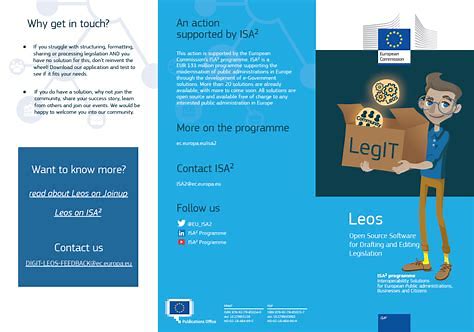 Why get in touch?
• If you struggle with structuring, formatting,
sharing or processing legislation AND you
have no solution for this, don't reinvent the
wheel! Download our application and test to
see if it fits your needs.
• If you do have a solution, why not join the
community, share your success story, learn
from others and join our events. We would be
happy to welcome you into our community.
Want to know more?
read about Leos on Joinup
Leos on ISA²
Contact us
DIGIT-LEOS-FEEDBACK@ec.europa.eu
An action
supported by ISA²
This action is supported by the European
Commission's ISA² programme. ISA² is a
EUR 131 million programme supporting the
modernisation of public administrations in Europe
through the development of e-Government
solutions. More than 20 solutions are already
available, with more to come soon. All solutions are
open source and available free of charge to any
interested public administration in Europe
More on the programme
ec.europa.eu/isa2
Contact ISA²
ISA2@ec.europa.eu
Follow us
@EU_ISA2
ISA² Programme
ISA² Programme
Publications Office
European
Commission
Community
LegIT
Leos
Open Source Software
for Drafting and Editing
Legislation
ISA² programme
Interoperability Solutions
for European Public administrations,
Businesses and Citizens